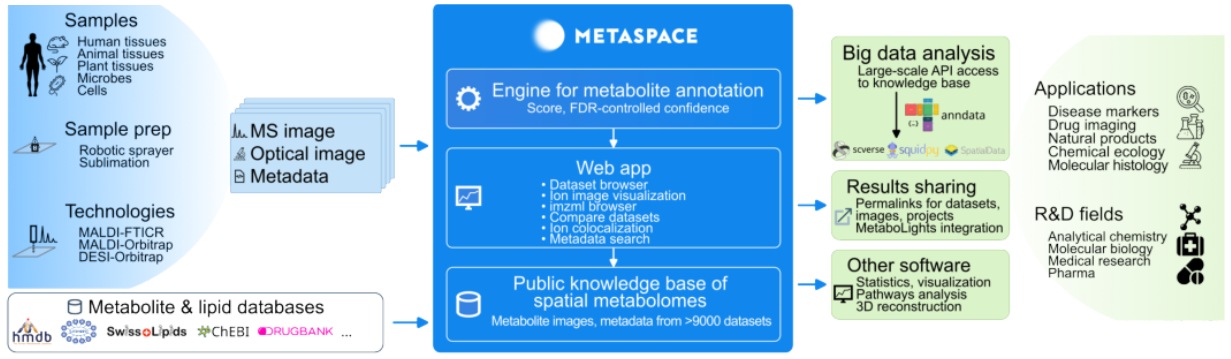 Samples
Human tissues
Animal tissues
Plant tissues
Microbes
Cells
Sample prep
Robotic sprayer
Sublimation
Technologies
MALDI-FTICR
MALDI-Orbitrap
DESI-Orbitrap
MS image
Optical image
Metadata
Metabolite & lipid databases
hmdb
SwissLipids
ChEBI
DRUGBANK
...
METASPACE
Engine for metabolite annotation
Score, FDR-controlled confidence
Web app
• Dataset browser
• Ion image visualization
• imzml browser
• Compare datasets
• Ion colocalization
• Metadata search
Public knowledge base of
spatial metabolomes
Metabolite images, metadata from >9000 datasets
Big data analysis
Large-scale API access
to knowledge base
anndata
scverse
squidpy
SpatialData
Results sharing
Permalinks for datasets,
images, projects
MetaboLights integration
Other software
Statistics, visualization
Pathways analysis
3D reconstruction
Applications
Disease markers
Drug imaging
Natural products
Chemical ecology
Molecular histology
R&D fields
Analytical chemistry
Molecular biology
Medical research
Pharma